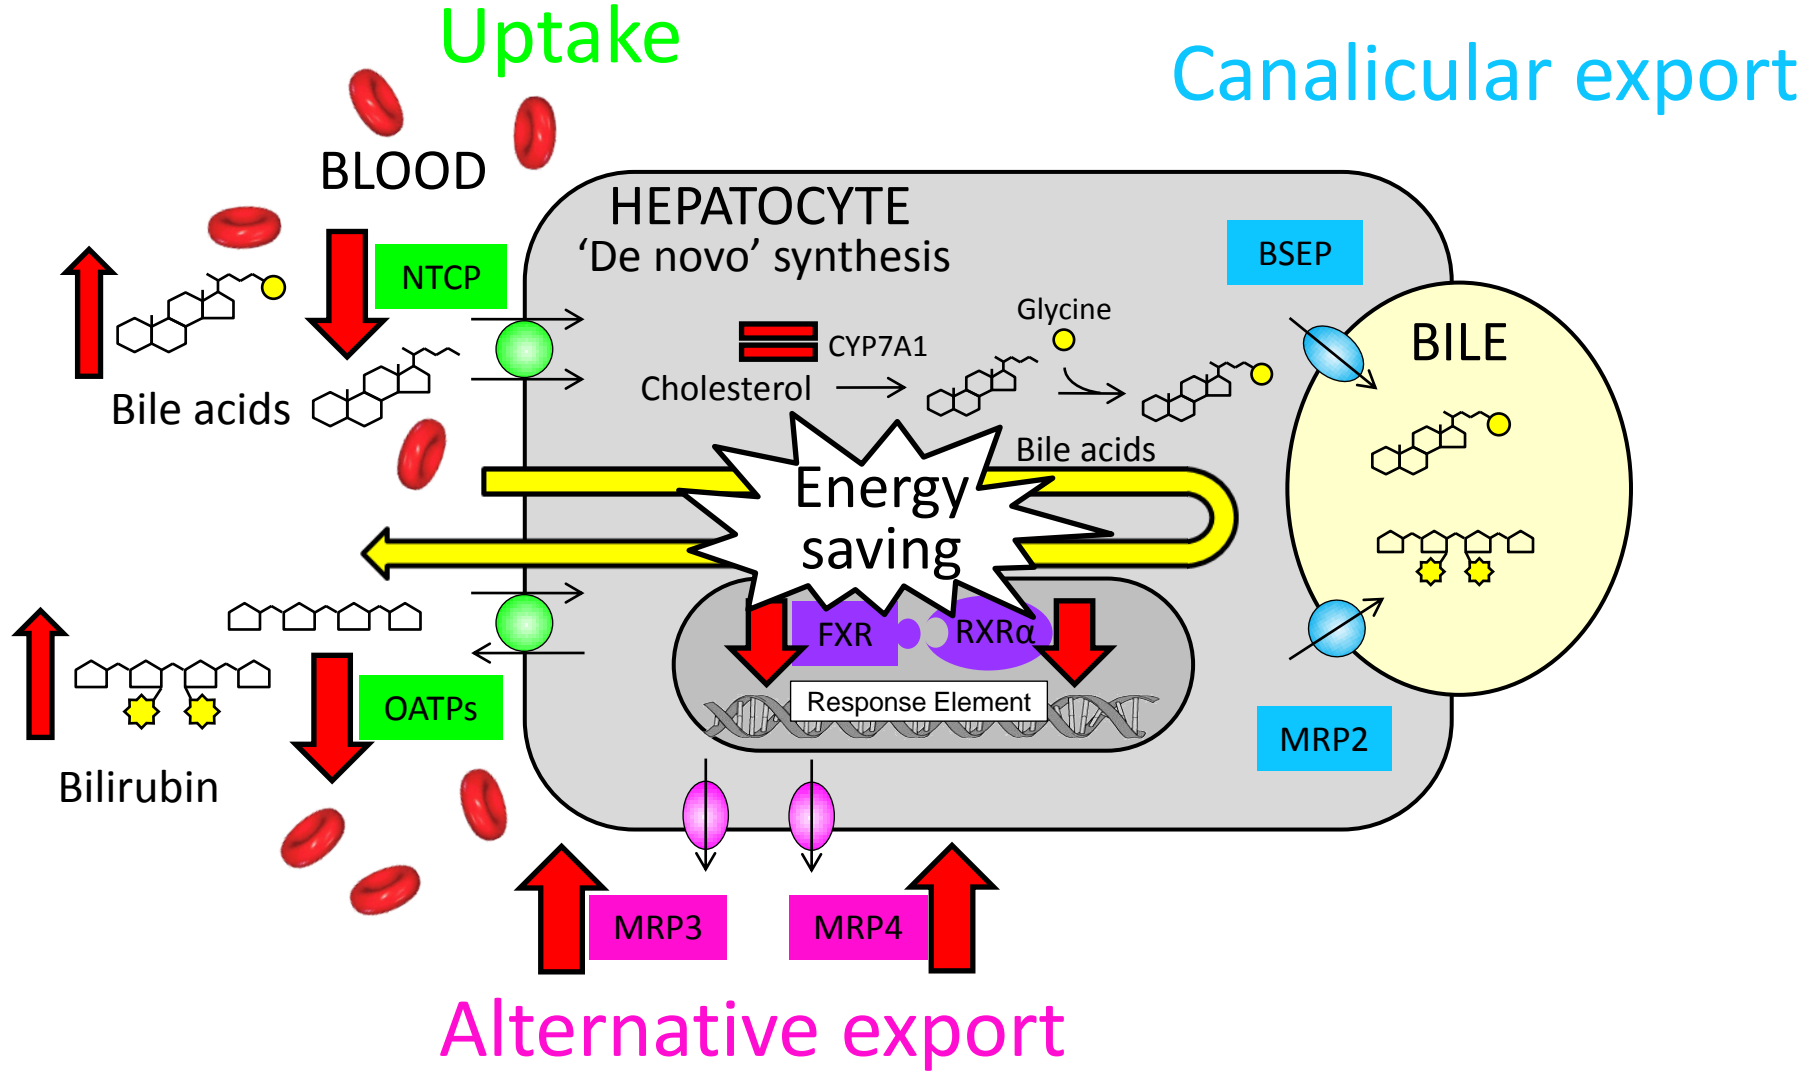 Uptake
Canalicular export
BLOOD
HEPATOCYTE
‘De novo’ synthesis
BSEP
NTCP
Glycine
CYP7A1
BILE
Cholesterol
Bile acids
Bile acids
Energy
saving
FXR
RXRα
Response Element
OATPs
MRP2
Bilirubin
MRP3
MRP4
Alternative export